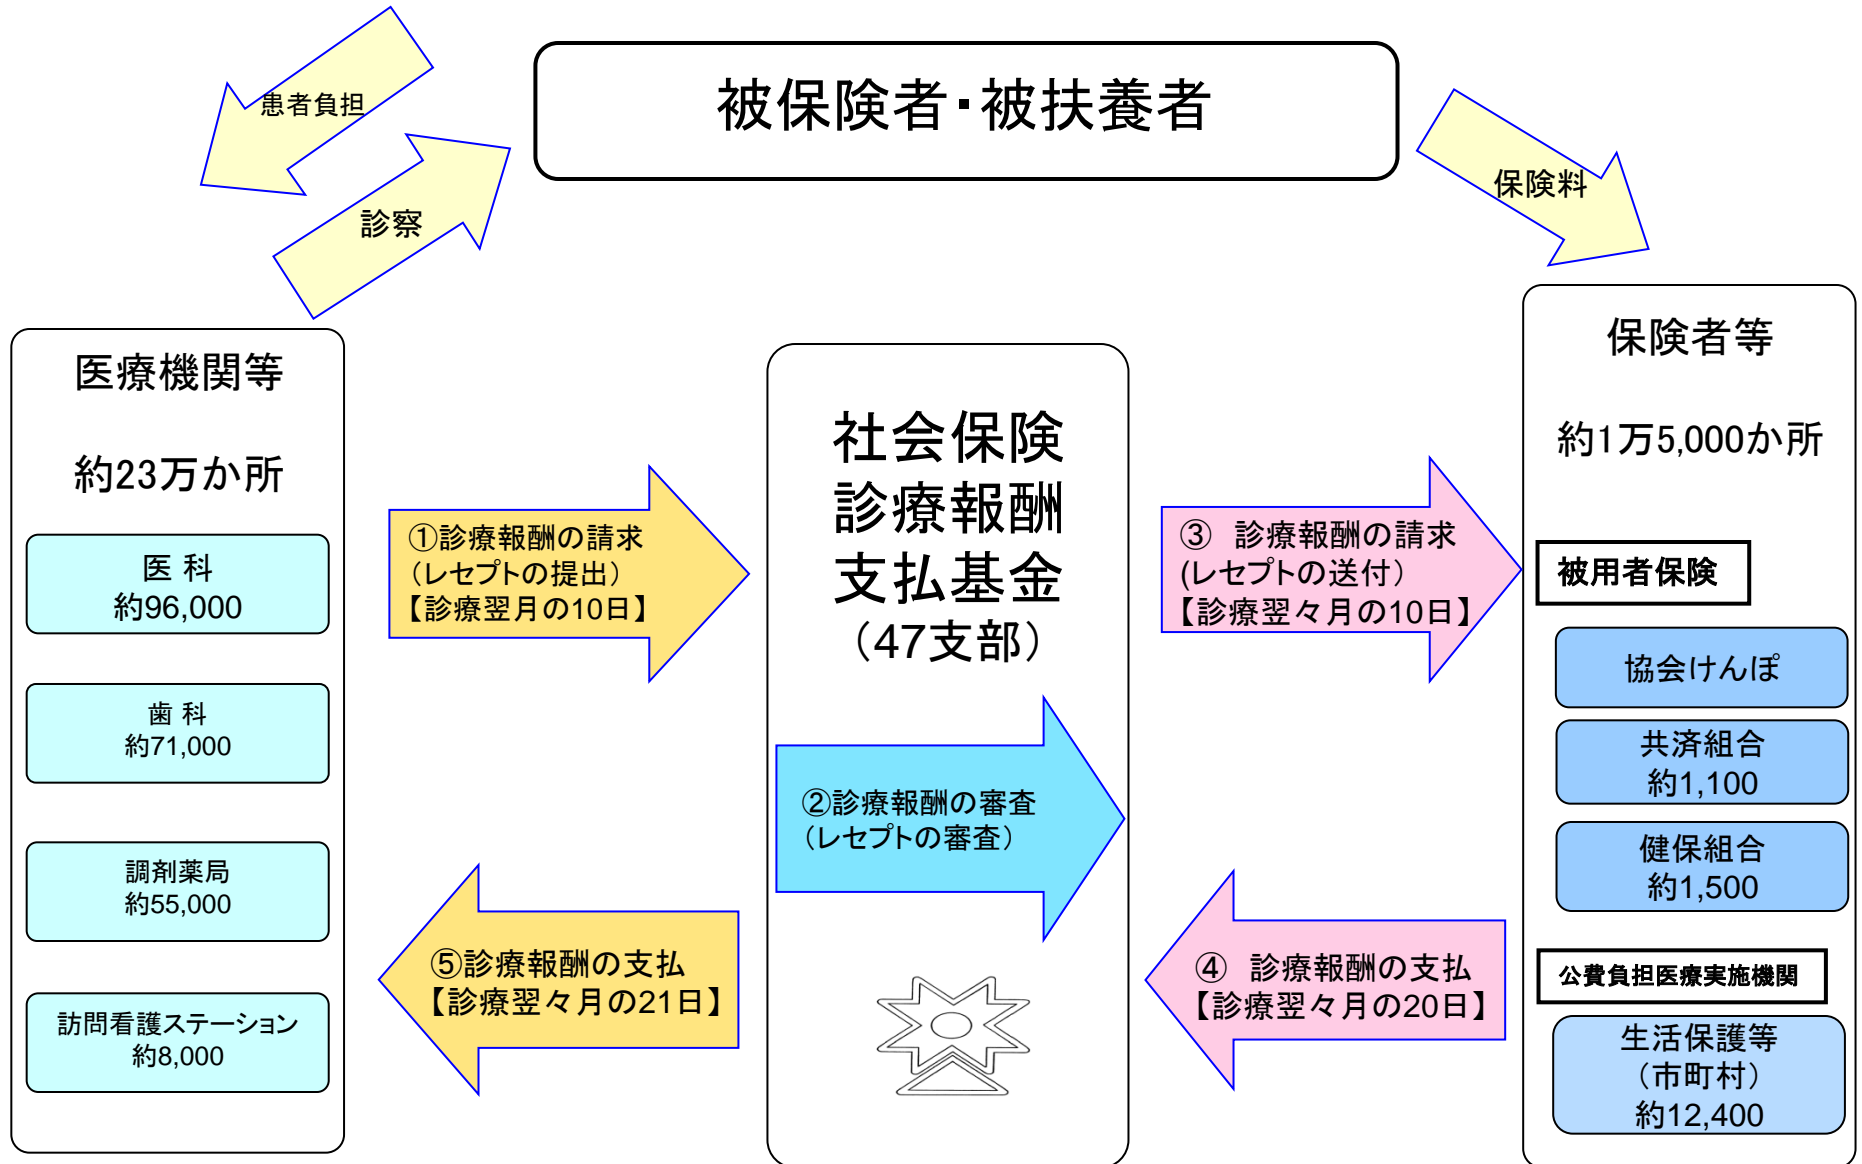 被保険者・被扶養者
患者負担
診察
保険料
医療機関等
約23万か所
医 科
約96,000
歯 科
約71,000
調剤薬局
約55,000
訪問看護ステーション
約8,000
①診療報酬の請求
（レセプトの提出）
【診療翌月の10日】
社会保険
診療報酬
支払基金
（47支部）
②診療報酬の審査
（レセプトの審査）
③　診療報酬の請求
(レセプトの送付）
【診療翌々月の10日】
④　診療報酬の支払
【診療翌々月の20日】
⑤診療報酬の支払
【診療翌々月の21日】
保険者等
約1万5,000か所
被用者保険
協会けんぽ
共済組合
約1,100
健保組合
約1,500
公費負担医療実施機関
生活保護等
（市町村）
約12,400